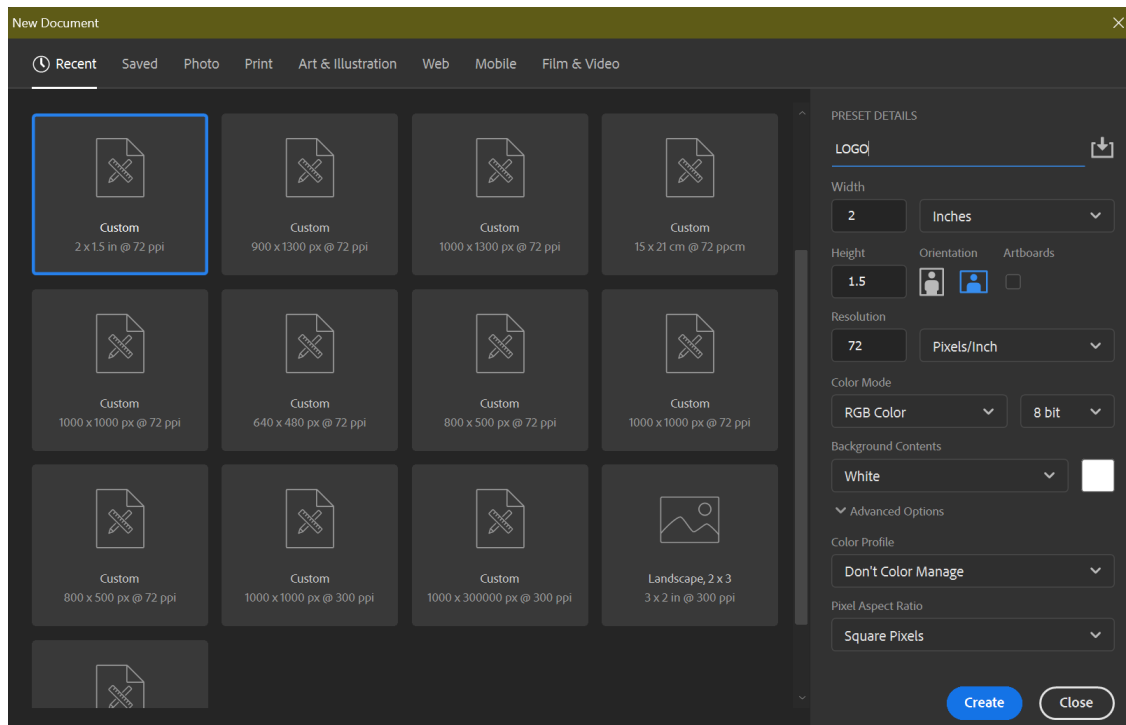 New Document
Recent Saved Photo Print Art & Illustration Web Mobile Film & Video
Custom
2 x 1.5 in @ 72 ppi
Custom
900 x 1300 px @ 72 ppi
Custom
1000 x 1300 px @ 72 ppi
Custom
15 x 21 cm @ 72 ppcm
Custom
1000 x 1000 px @ 72 ppi
Custom
640 x 480 px @ 72 ppi
Custom
800 x 500 px @ 72 ppi
Custom
1000 x 1000 px @ 72 ppi
Custom
800 x 500 px @ 72 ppi
Custom
1000 x 1000 px @ 300 ppi
Custom
1000 x 300000 px @ 300 ppi
Landscape, 2 x 3
3 x 2 in @ 300 ppi
PRESET DETAILS
LOGO
Width
2 Inches
Height Orientation Artboards
1.5
Resolution
72 Pixels/Inch
Color Mode
RGB Color 8 bit
Background Contents
White
Advanced Options
Color Profile
Don't Color Manage
Pixel Aspect Ratio
Square Pixels
Create Close